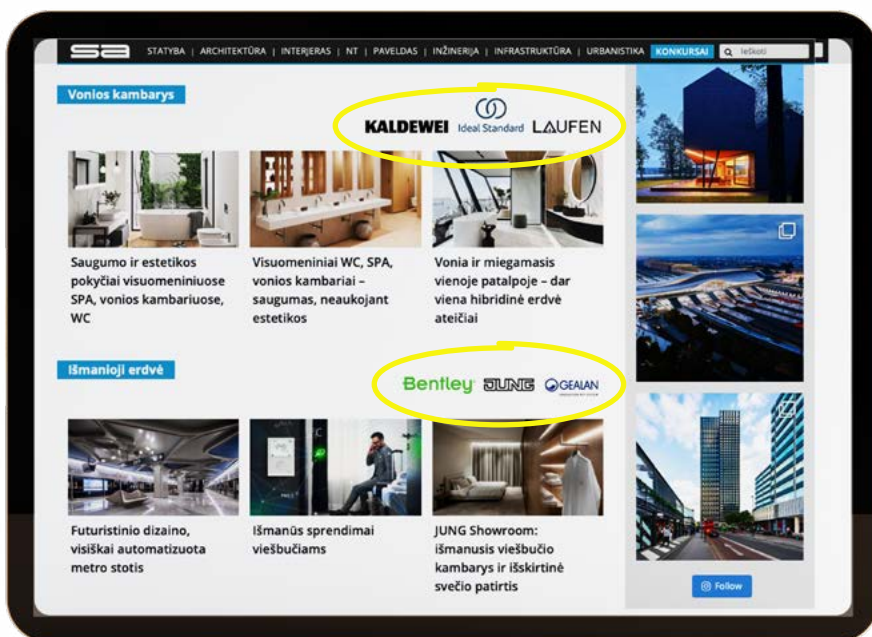 SA STATYBA | ARCHITEKTŪRA | INTERJERAS | NT | PAVELDAS | INŽINERIJA | INFRASTRUKTŪRA | URBANISTIKA KONKURSAI Ieškoti
Vonios kambarys
KALDEWEI Ideal Standard LAUFEN
Saugumo ir estetikos
pokyčiai visuomeniniuose
SPA, vonios kambariuose,
WC
Visuomeniniai WC, SPA,
vonios kambariai –
saugumas, neaukojant
estetikos
Vonia ir miegamasis
vienoje patalpoje – dar
viena hibridinė erdvė
ateičiai
Išmanioji erdvė
Bentley JUNG GEALAN
Futuristinio dizaino,
visiškai automatizuota
metro stotis
Išmanūs sprendimai
viešbučiams
JUNG Showroom:
išmanusis viešbučio
kambarys ir išskirtinė
svečio patirtis
Follow